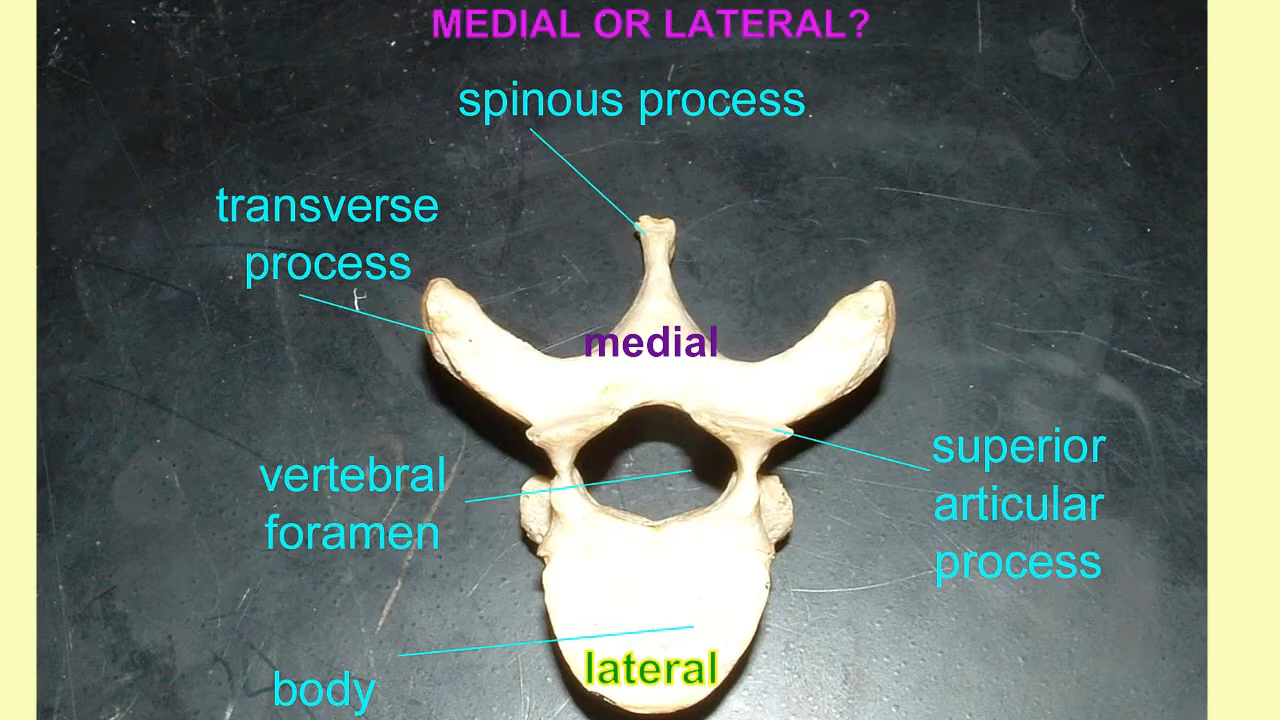 MEDIAL OR LATERAL?
spinous process
transverse
process
medial
vertebral
foramen
superior
articular
process
lateral
body